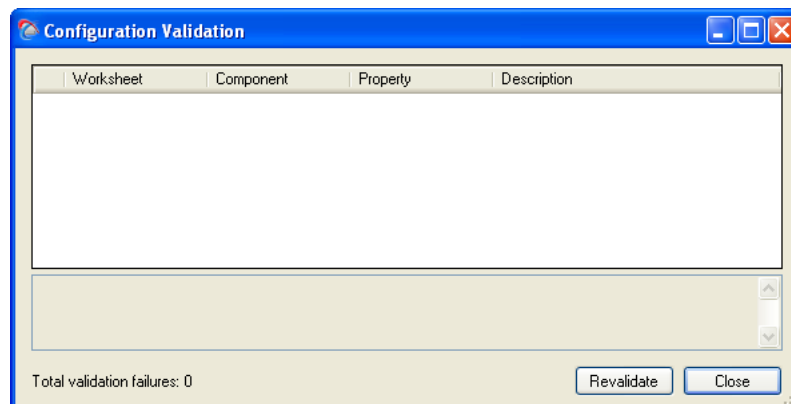 Configuration Validation
Worksheet Component Property Description
Total validation failures: 0
Revalidate Close